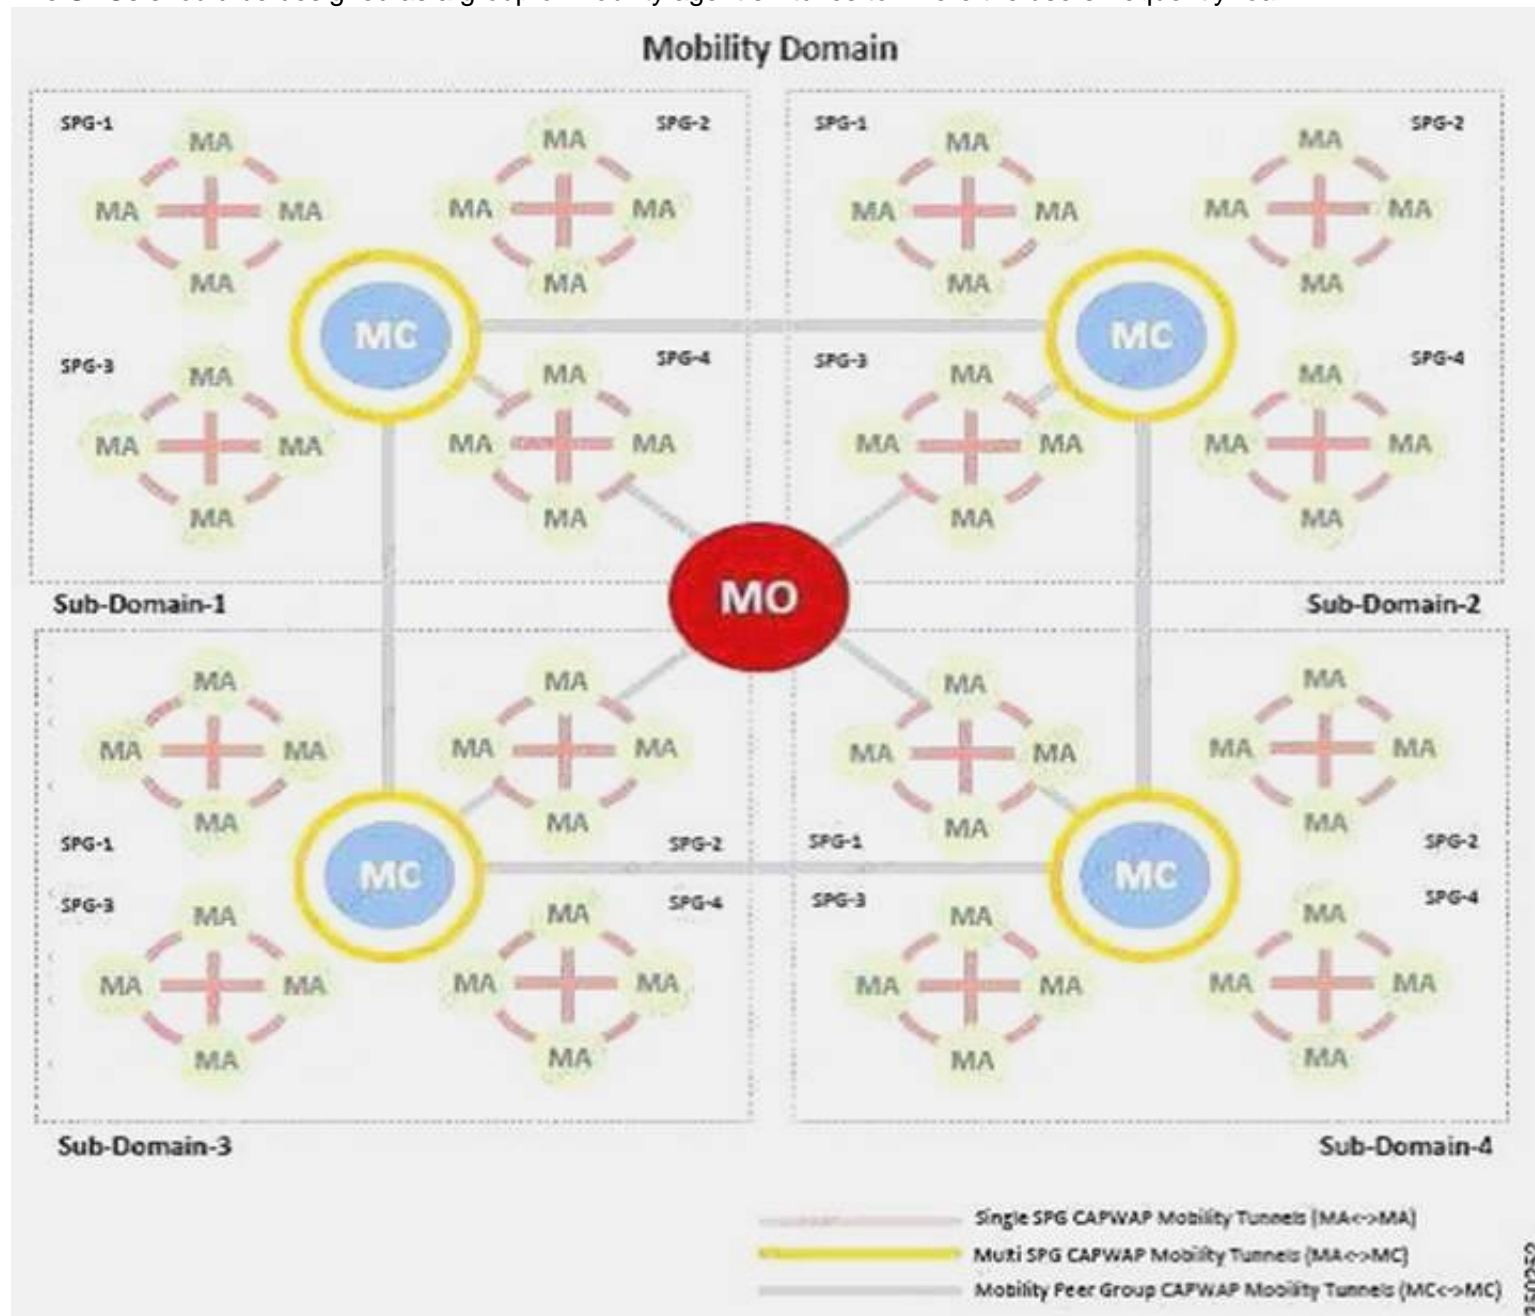 Mobility Domain
SPG-1
MA
MA
MA
MA
SPG-2
MA
MA
MA
MA
SPG-1
MA
MA
MA
MA
SPG-2
MA
MA
MA
MA
MC
MC
SPG-3
MA
MA
MA
MA
SPG-4
MA
MA
MA
MA
SPG-3
MA
MA
MA
MA
SPG-4
MA
MA
MA
MA
MO
Sub-Domain-1
Sub-Domain-2
MA
MA
MA
MA
SPG-1
MA
MA
MA
MA
SPG-2
MA
MA
MA
MA
SPG-1
MA
MA
MA
MA
SPG-2
MC
MC
SPG-3
MA
MA
MA
MA
SPG-4
MA
MA
MA
MA
SPG-3
MA
MA
MA
MA
SPG-4
MA
MA
MA
MA
Sub-Domain-3
Sub-Domain-4
Single SPG CAPWAP Mobility Tunnels (MA<->MA)
Multi SPG CAPWAP Mobility Tunnels (MA<->MC)
Mobility Peer Group CAPWAP Mobility Tunnels (MC<->MC)